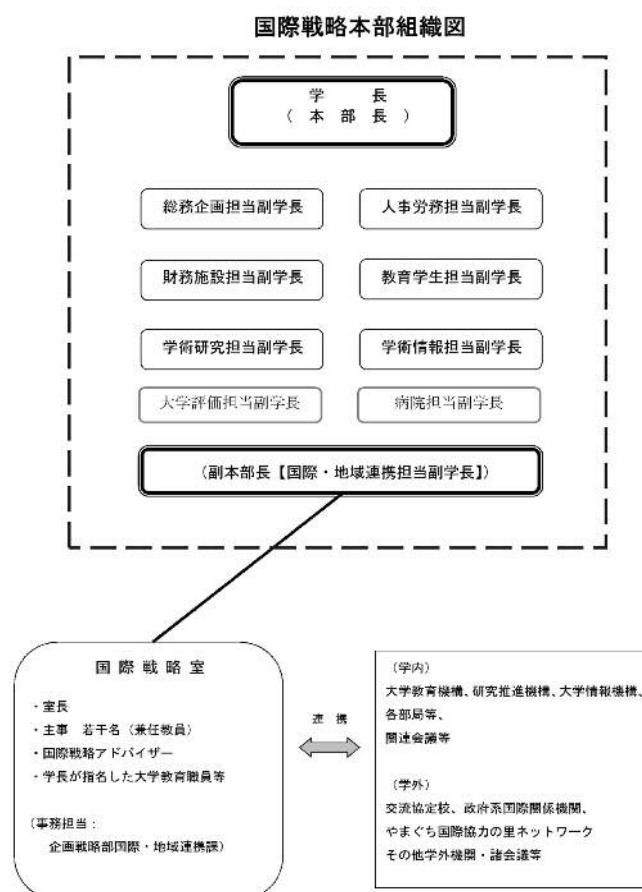 国際戦略本部組織図
学　　長
（ 本 部 長 ）
総務企画担当副学長
人事労務担当副学長
財務施設担当副学長
教育学生担当副学長
学術研究担当副学長
学術情報担当副学長
大学評価担当副学長
病院担当副学長
（副本部長【国際・地域連携担当副学長】）
国 際 戦 略 室
・室長
・主事　若干名（兼任教員）
・国際戦略アドバイザー
・学長が指名した大学教育職員等
（事務担当：
企画戦略部国際・地域連携課）
連 携
（学内）
大学教育機構、研究推進機構、大学情報機構、
各部局等、
関連会議等
（学外）
交流協定校、政府系国際関係機関、
やまぐち国際協力の里ネットワーク
その他学外機関・諸会議等